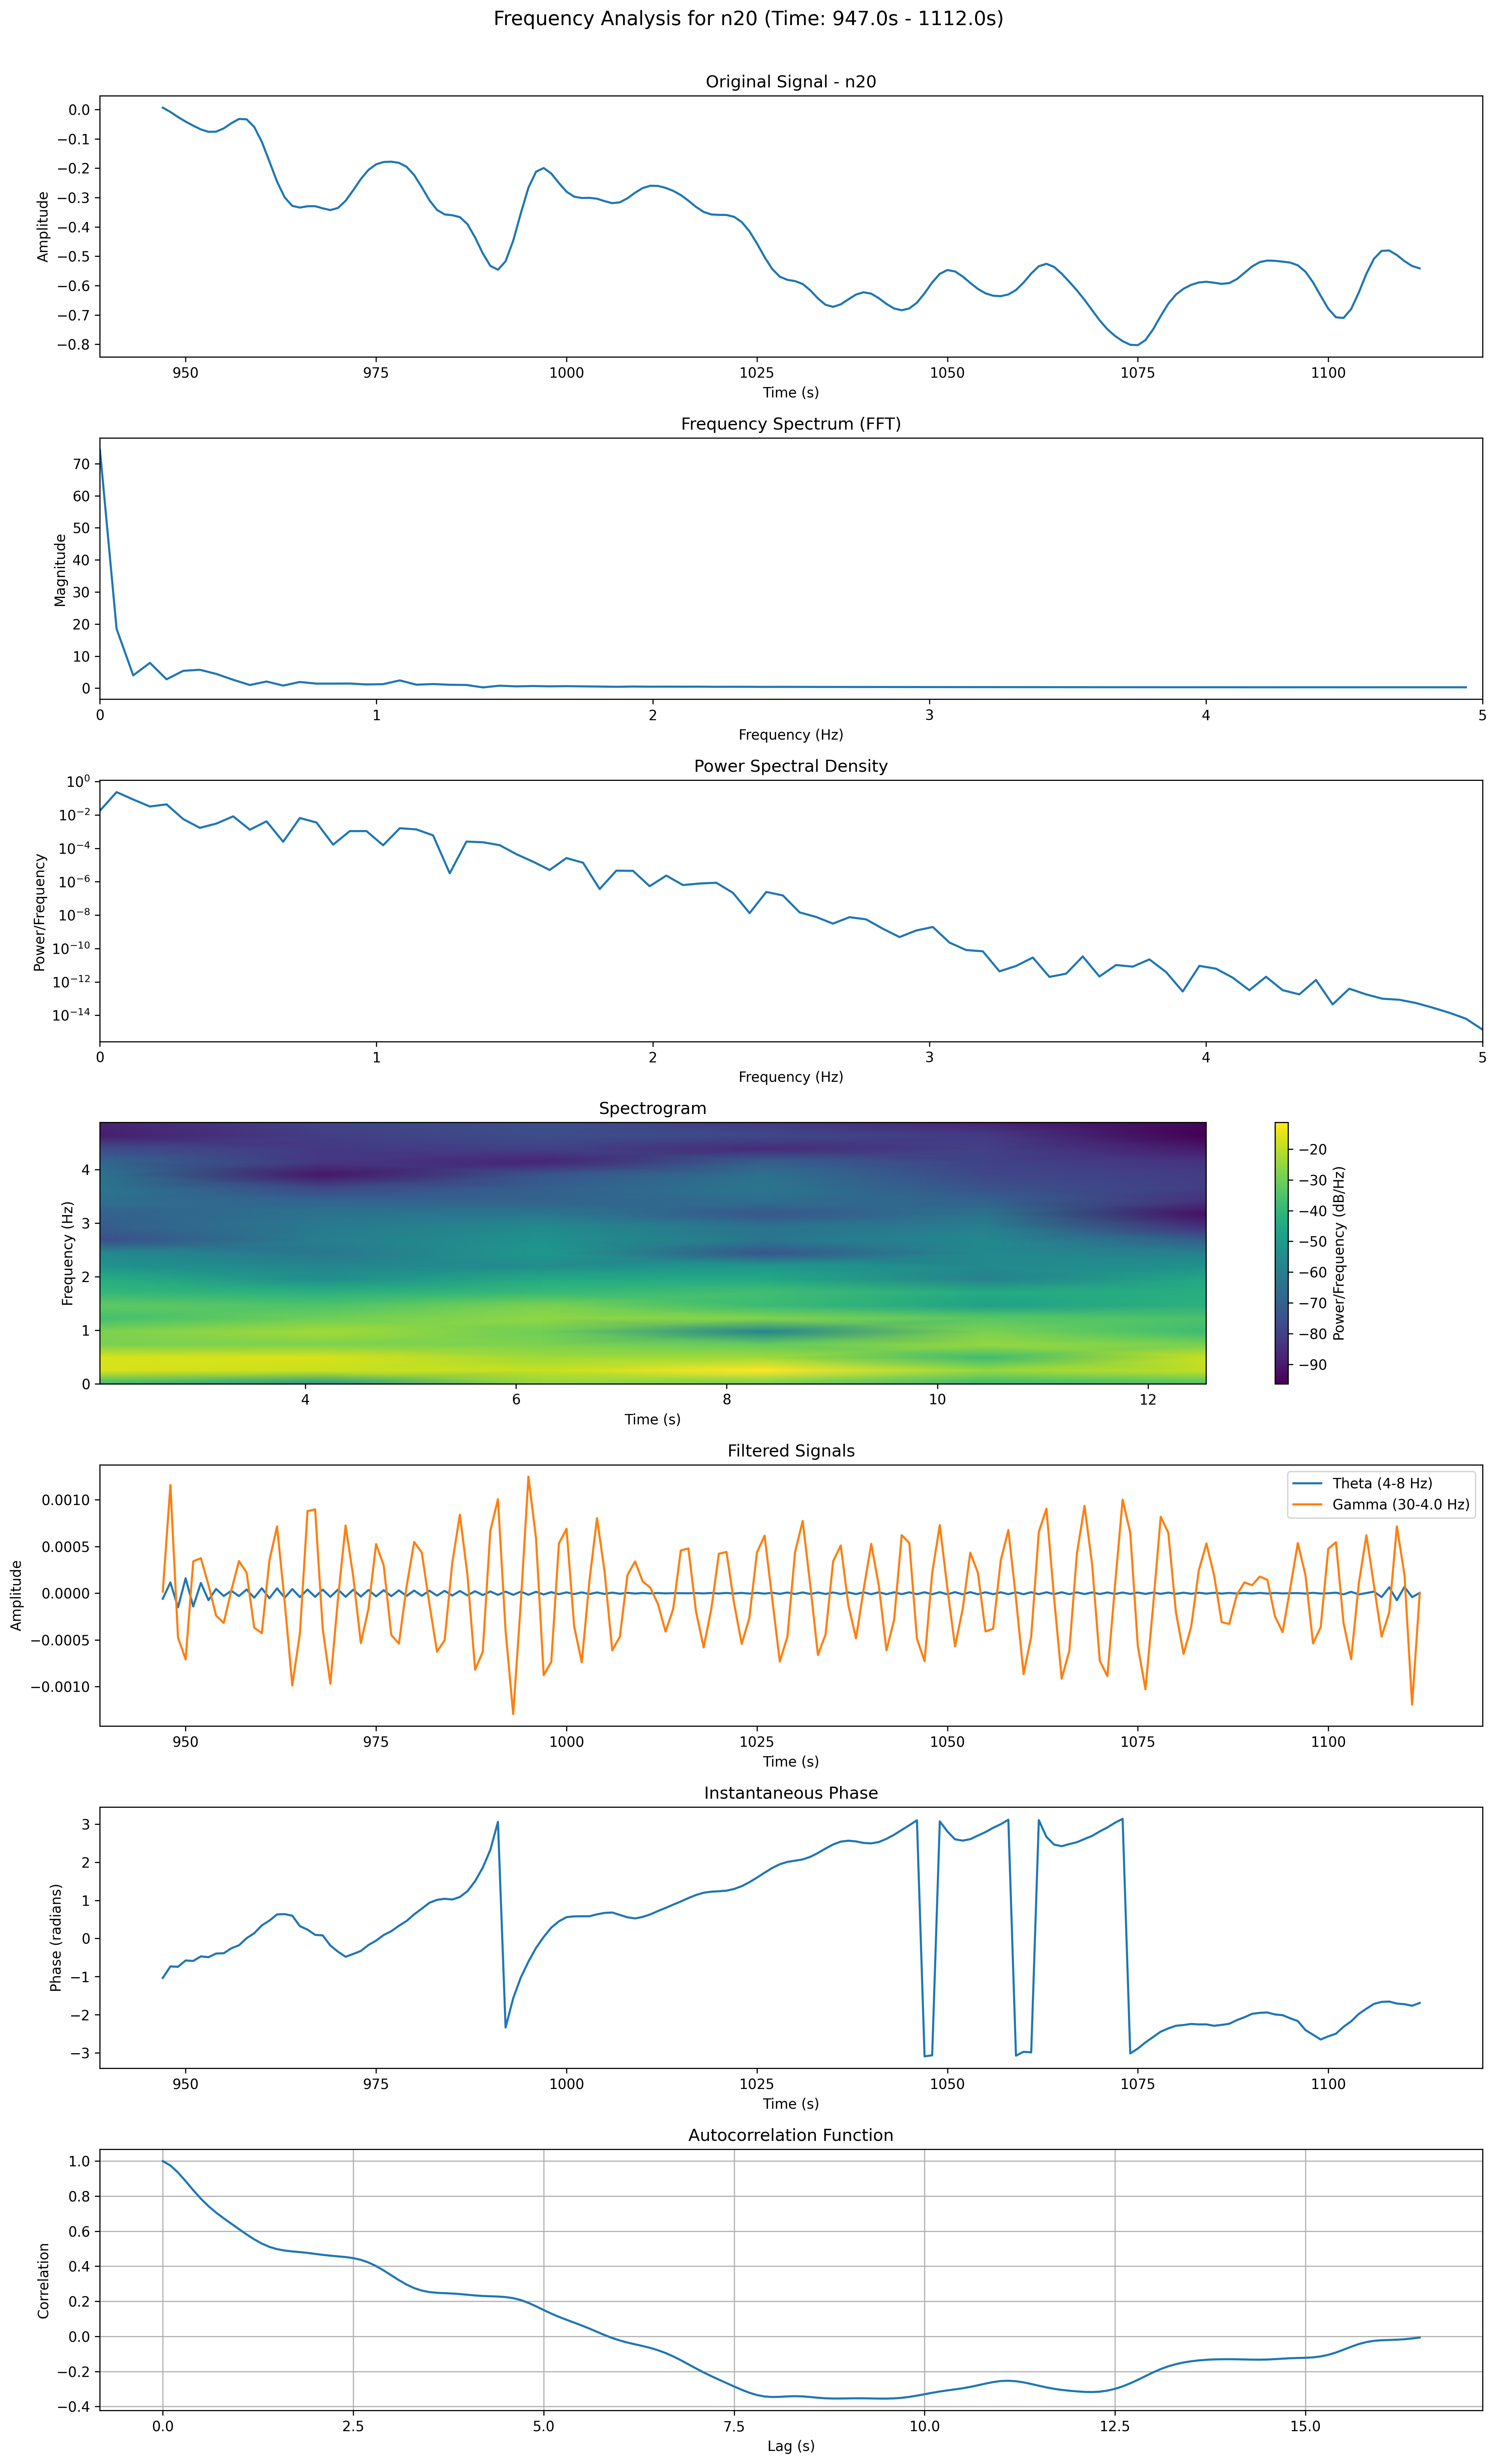 Frequency Analysis for n20 (Time: 947.0s - 1112.0s)
Original Signal - n20
Amplitude
0.0
−0.1
−0.2
−0.3
−0.4
−0.5
−0.6
−0.7
−0.8
950 975 1000 1025 1050 1075 1100
Time (s)
Frequency Spectrum (FFT)
Magnitude
70
60
50
40
30
20
10
0
0 1 2 3 4 5
Frequency (Hz)
Power Spectral Density
Power/Frequency
10⁰
10⁻²
10⁻⁴
10⁻⁶
10⁻⁸
10⁻¹⁰
10⁻¹²
10⁻¹⁴
0 1 2 3 4 5
Frequency (Hz)
Spectrogram
Frequency (Hz)
4
3
2
1
0
4 6 8 10 12
Time (s)
−20
−30
−40
−50
−60
−70
−80
−90
Power/Frequency (dB/Hz)
Filtered Signals
Amplitude
0.0010
0.0005
0.0000
−0.0005
−0.0010
Theta (4-8 Hz)
Gamma (30-4.0 Hz)
950 975 1000 1025 1050 1075 1100
Time (s)
Instantaneous Phase
Phase (radians)
3
2
1
0
−1
−2
−3
950 975 1000 1025 1050 1075 1100
Time (s)
Autocorrelation Function
Correlation
1.0
0.8
0.6
0.4
0.2
0.0
−0.2
−0.4
0.0 2.5 5.0 7.5 10.0 12.5 15.0
Lag (s)